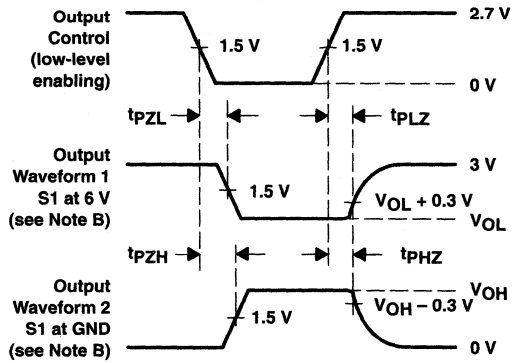 Output
Control
(low-level
enabling)
1.5 V
1.5 V
2.7 V
0 V
tPZL
tPLZ
Output
Waveform 1
S1 at 6 V
(see Note B)
1.5 V
3 V
VOL + 0.3 V
VOL
tPZH
tPHZ
Output
Waveform 2
S1 at GND
(see Note B)
1.5 V
VOH
VOH − 0.3 V
0 V